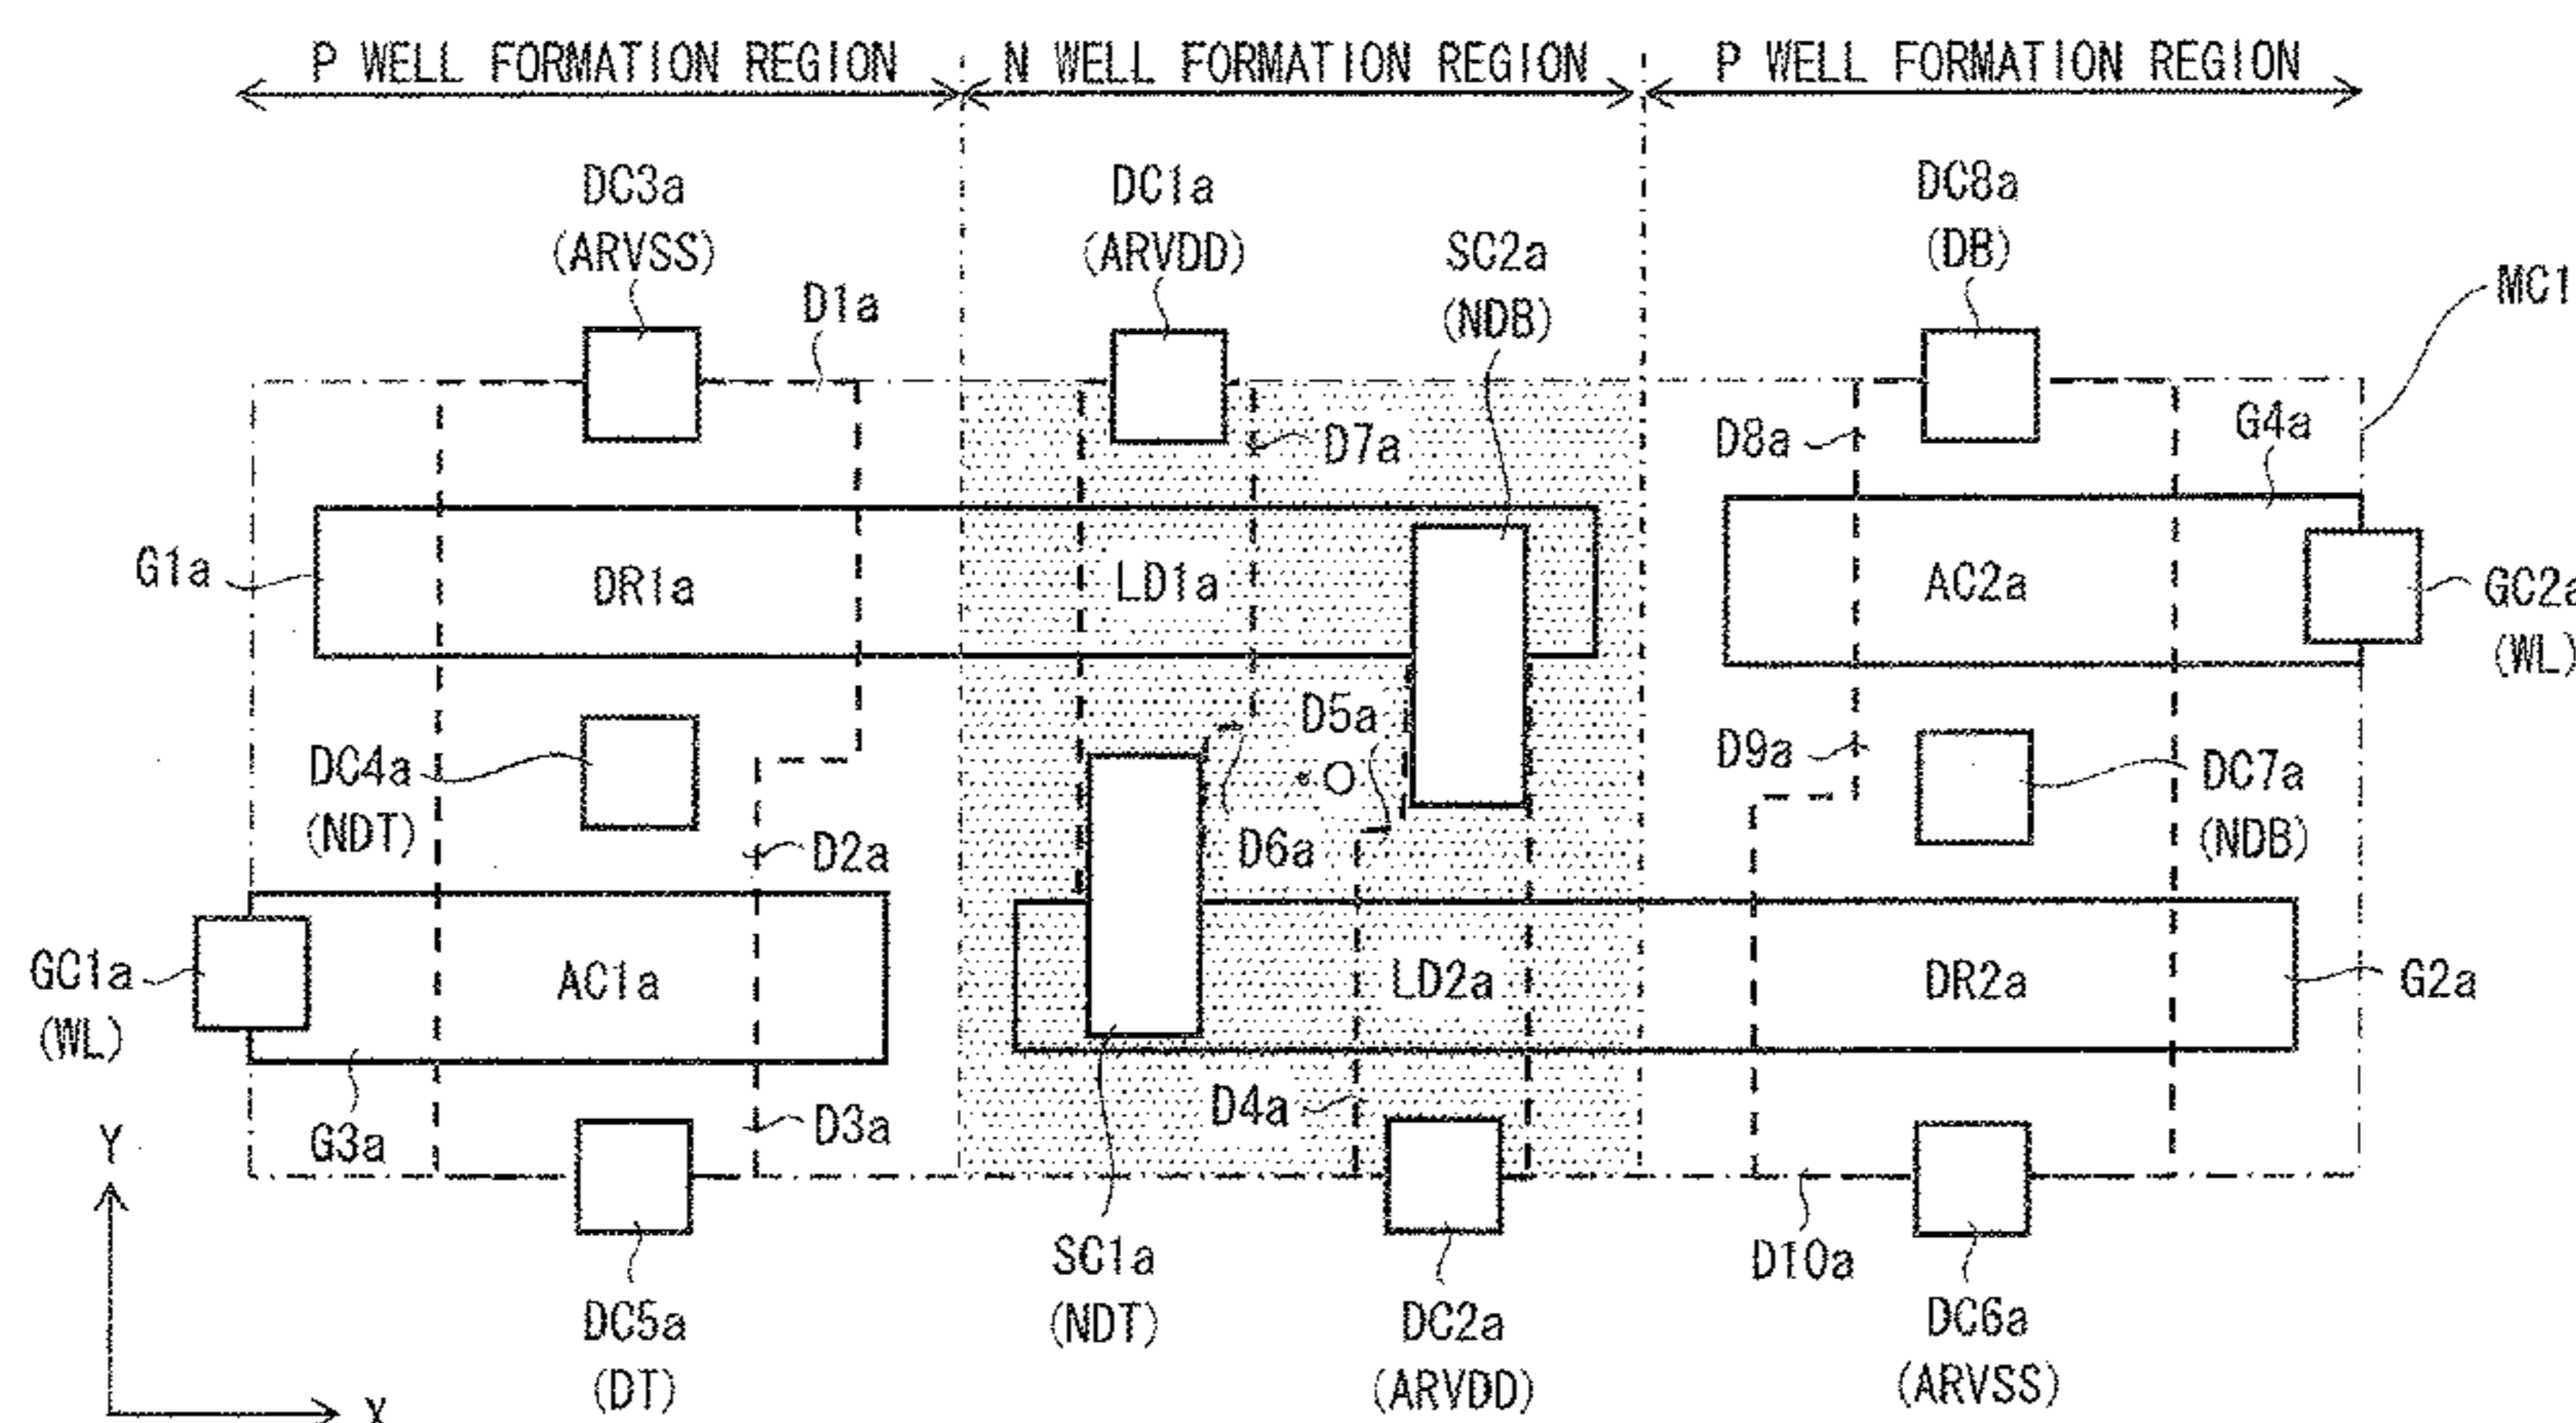 P WELL FORMATION REGION
N WELL FORMATION REGION
P WELL FORMATION REGION
DC3a
(ARVSS)
DC1a
(ARVDD)
DC8a
(DB)
SC2a
(NDB)
MC1
D1a
D7a
D8a
G4a
G1a
DR1a
LD1a
AC2a
GC2a
(WL)
DC4a
(NDT)
D5a
O
D9a
DC7a
(NDB)
D2a
D6a
GC1a
(WL)
AC1a
LD2a
DR2a
G2a
G3a
D3a
D4a
Y
X
DC5a
(DT)
SC1a
(NDT)
DC2a
(ARVDD)
D10a
DC6a
(ARVSS)